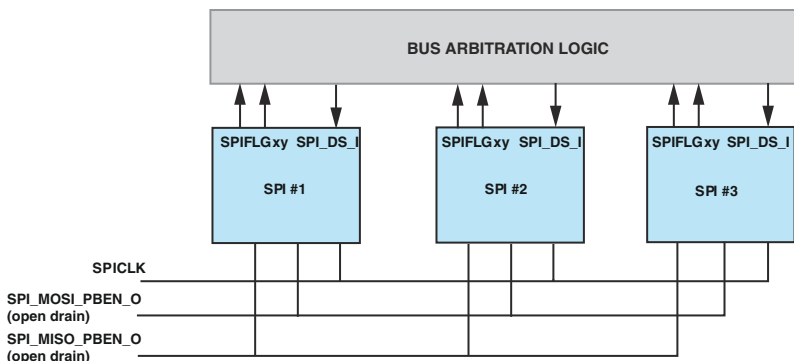 BUS ARBITRATION LOGIC
SPIFLGxy SPI_DS_I
SPIFLGxy SPI_DS_I
SPIFLGxy SPI_DS_I
SPI #1
SPI #2
SPI #3
SPICLK
SPI_MOSI_PBEN_O
(open drain)
SPI_MISO_PBEN_O
(open drain)